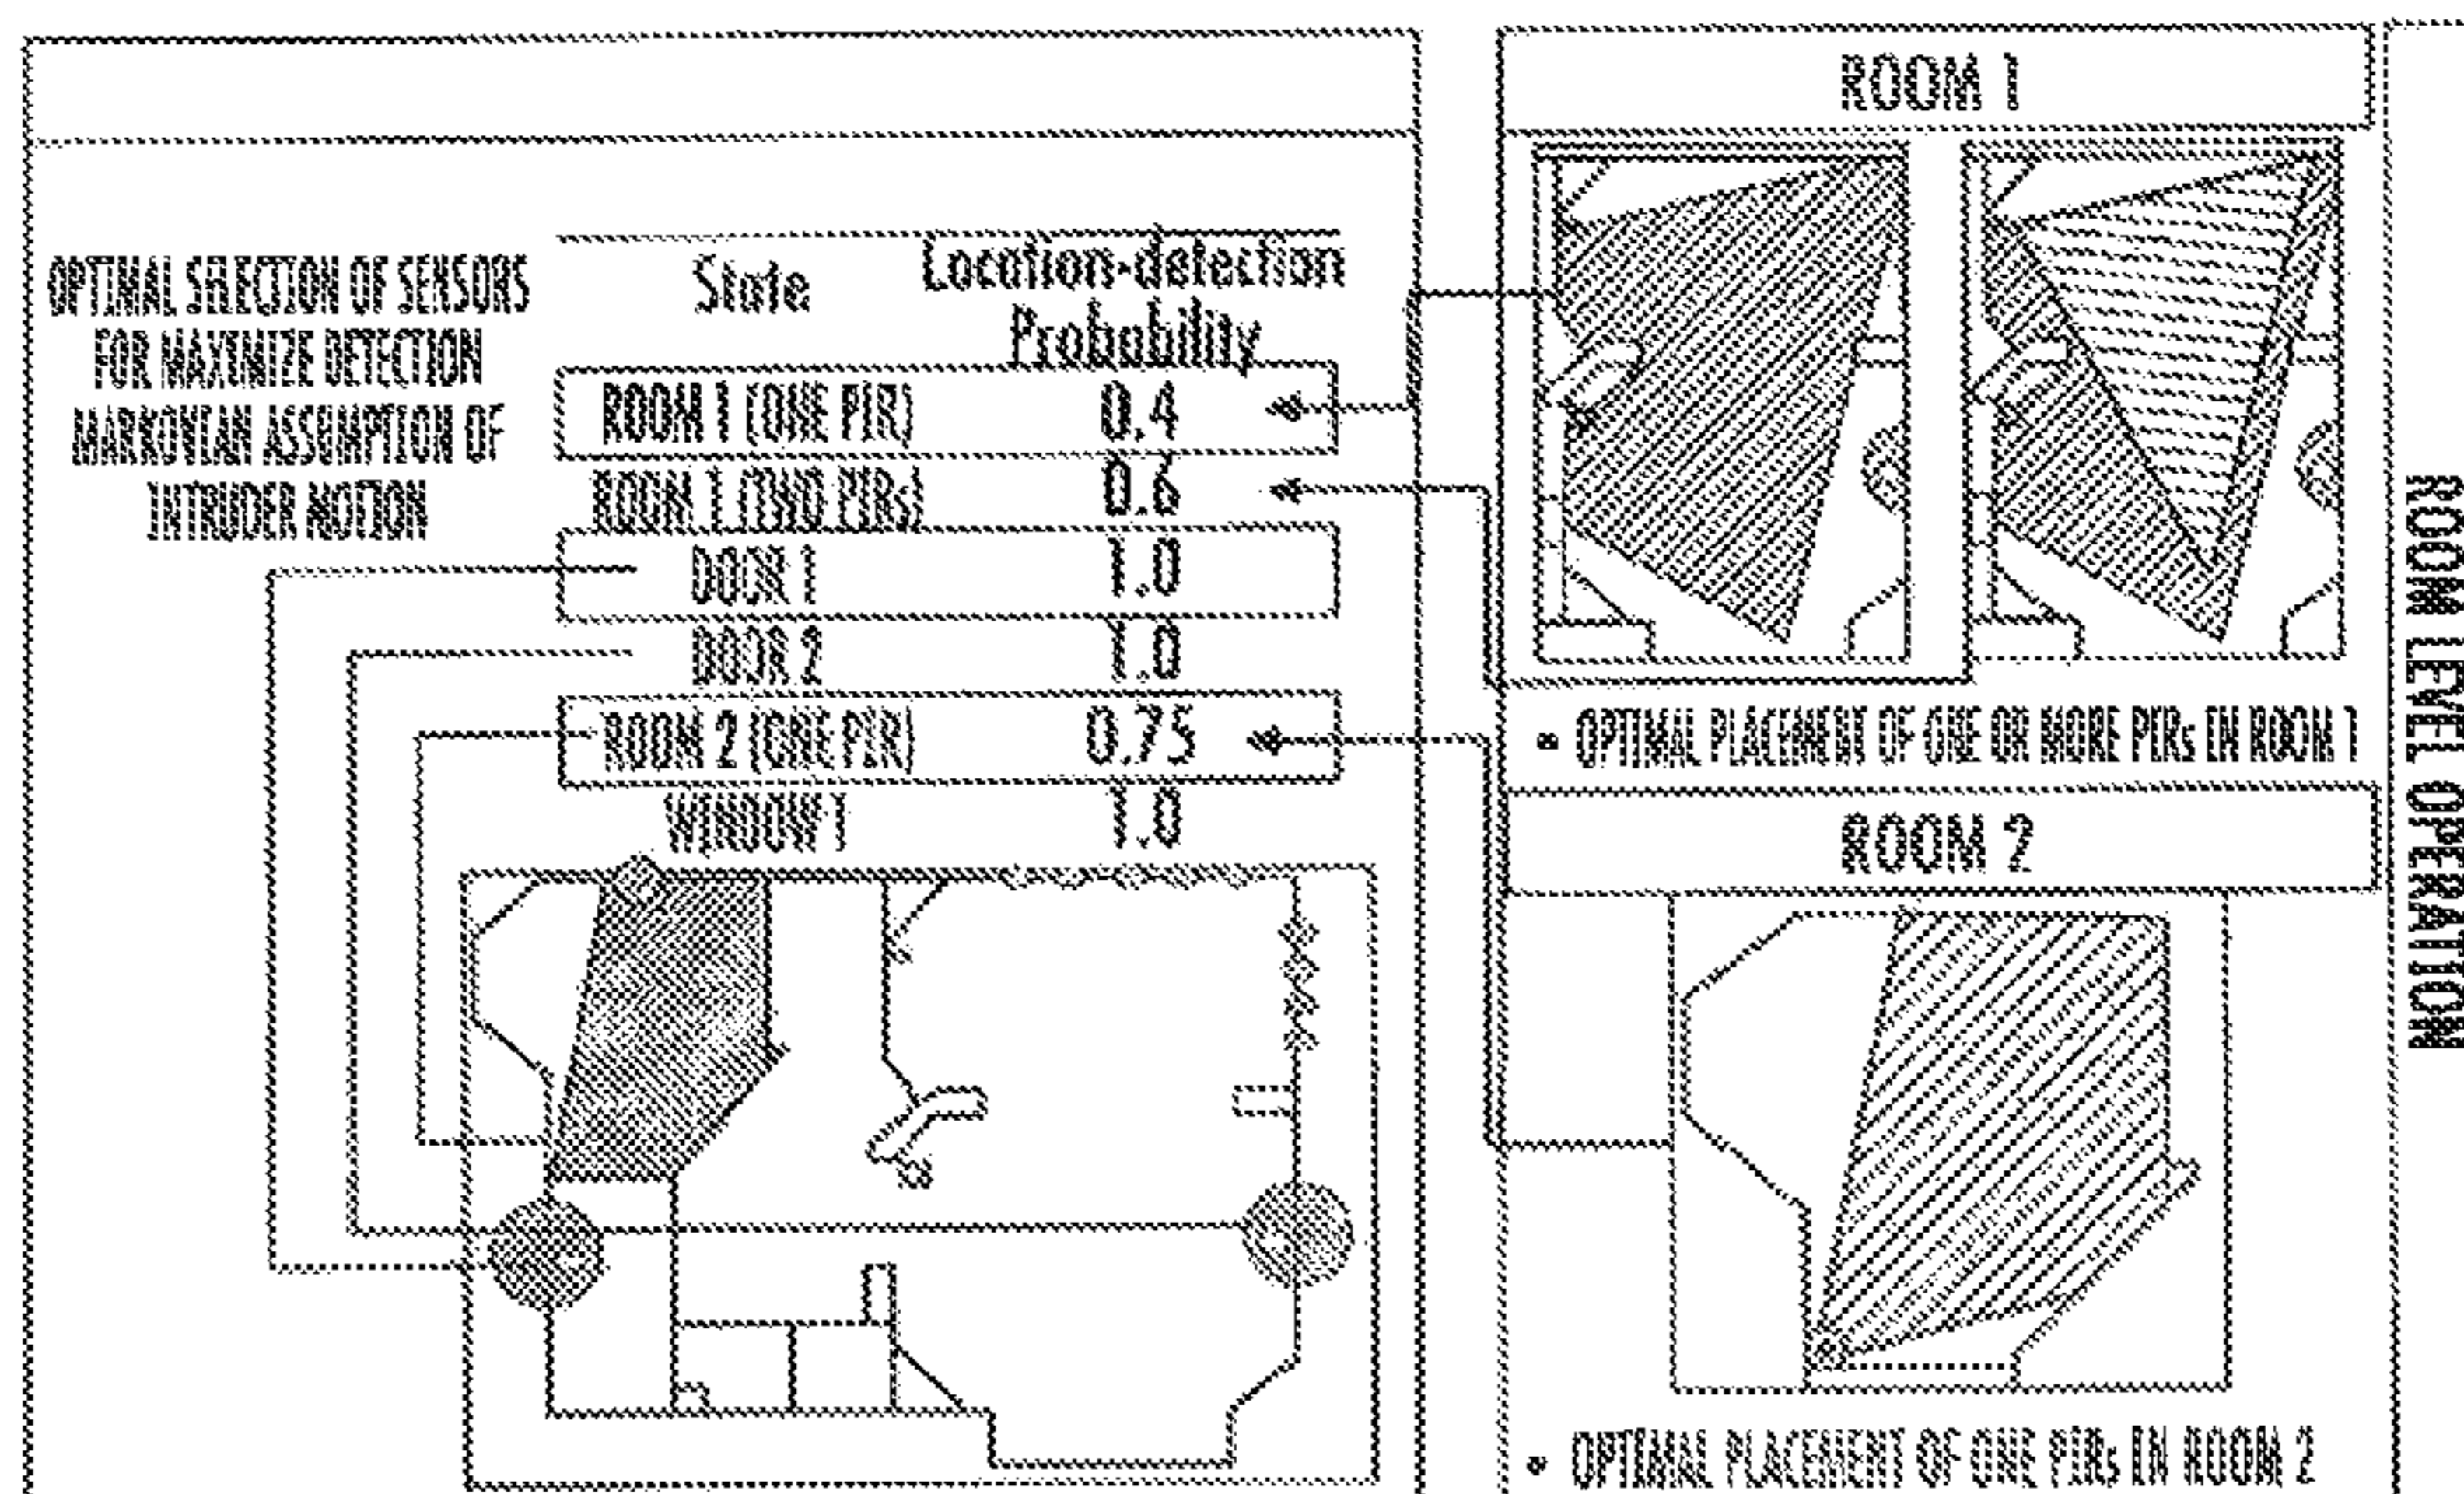 OPTIMAL SELECTION OF SENSORS
FOR MAXIMIZE DETECTION
MARKOVIAN ASSUMPTION OF
INTRUDER MOTION
State
Location-detection
Probability
ROOM 1 (ONE PIR) 0.4
ROOM 1 (TWO PIRs) 0.6
DOOR 1 1.0
DOOR 2 1.0
ROOM 2 (ONE PIR) 0.75
WINDOW 1 1.0
ROOM 1
• OPTIMAL PLACEMENT OF ONE OR MORE PIRs IN ROOM 1
ROOM 2
• OPTIMAL PLACEMENT OF ONE PIRs IN ROOM 2
ROOM LEVEL OPERATION